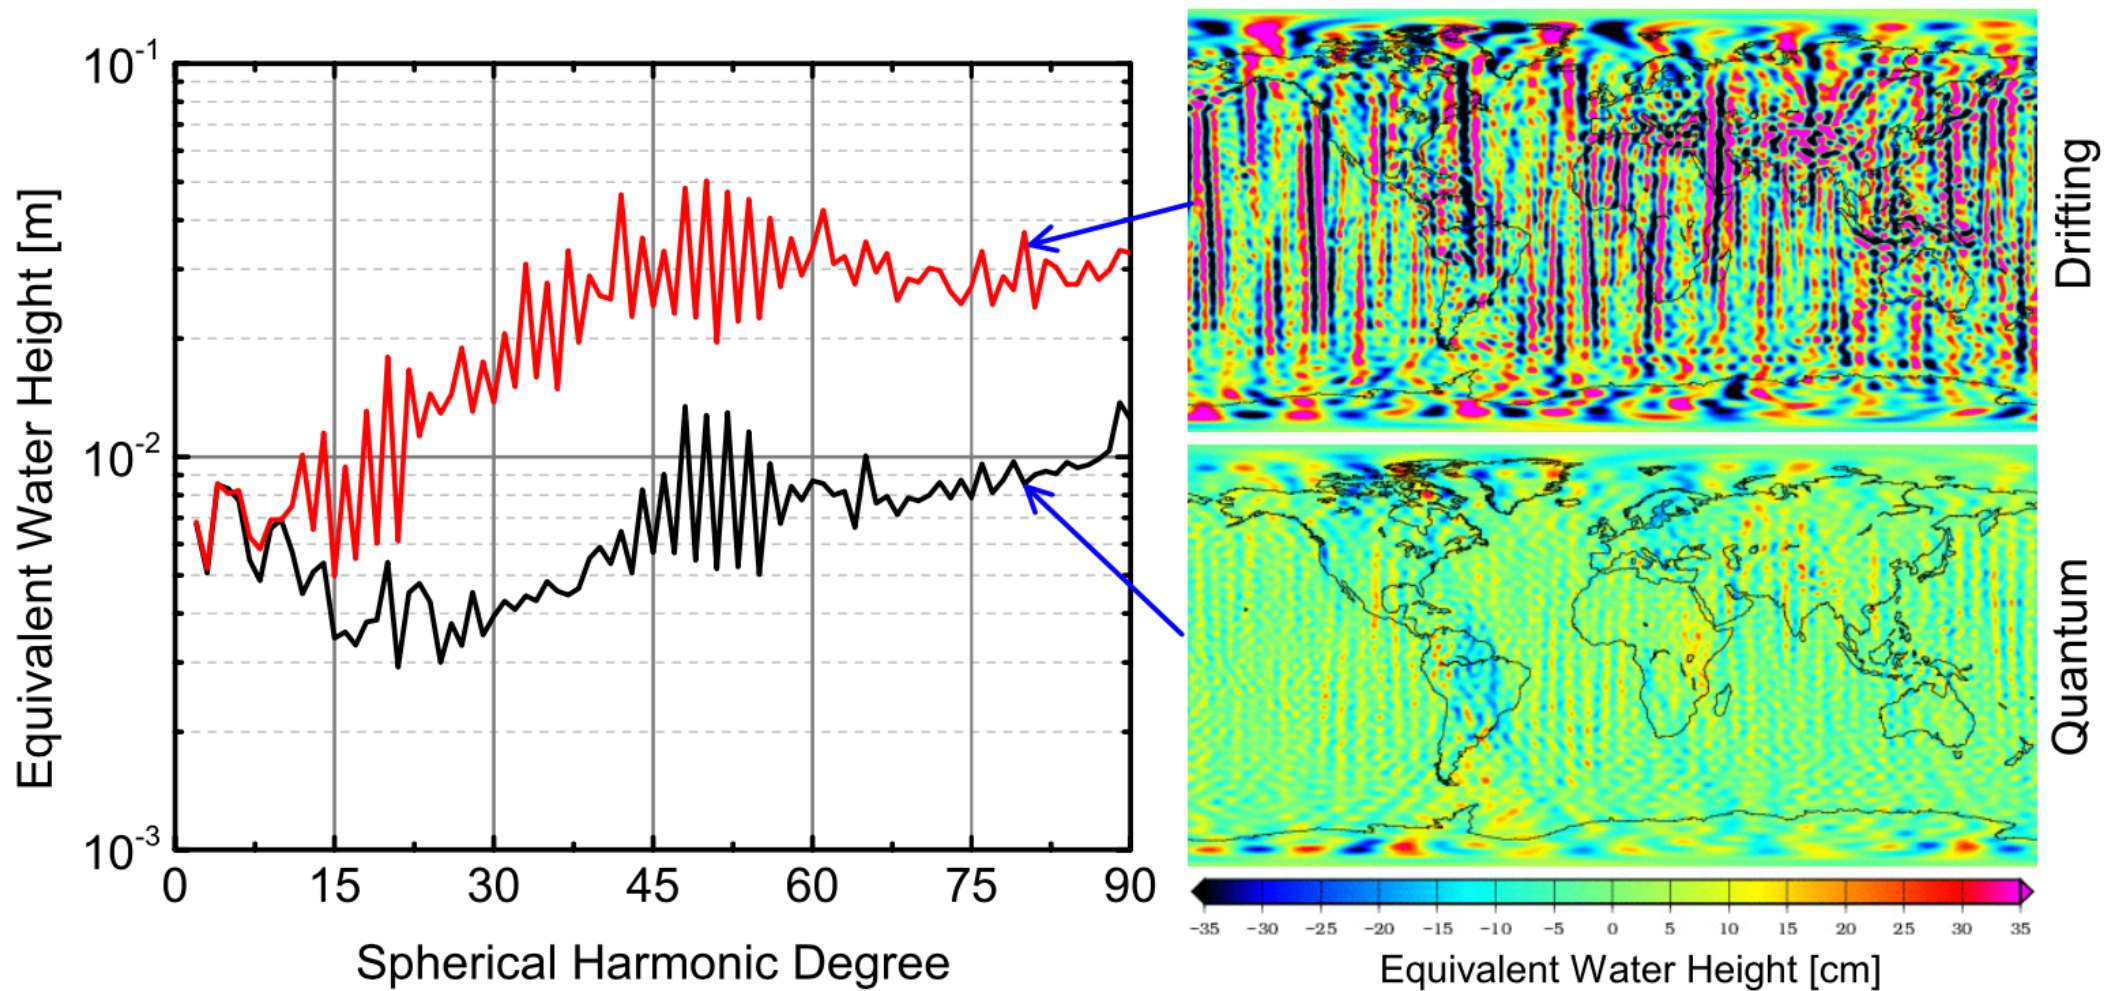 Equivalent Water Height [m]
10^-1
10^-2
10^-3
0 15 30 45 60 75 90
Spherical Harmonic Degree
Drifting
Quantum
-35 -30 -25 -20 -15 -10 -5 0 5 10 15 20 25 30 35
Equivalent Water Height [cm]